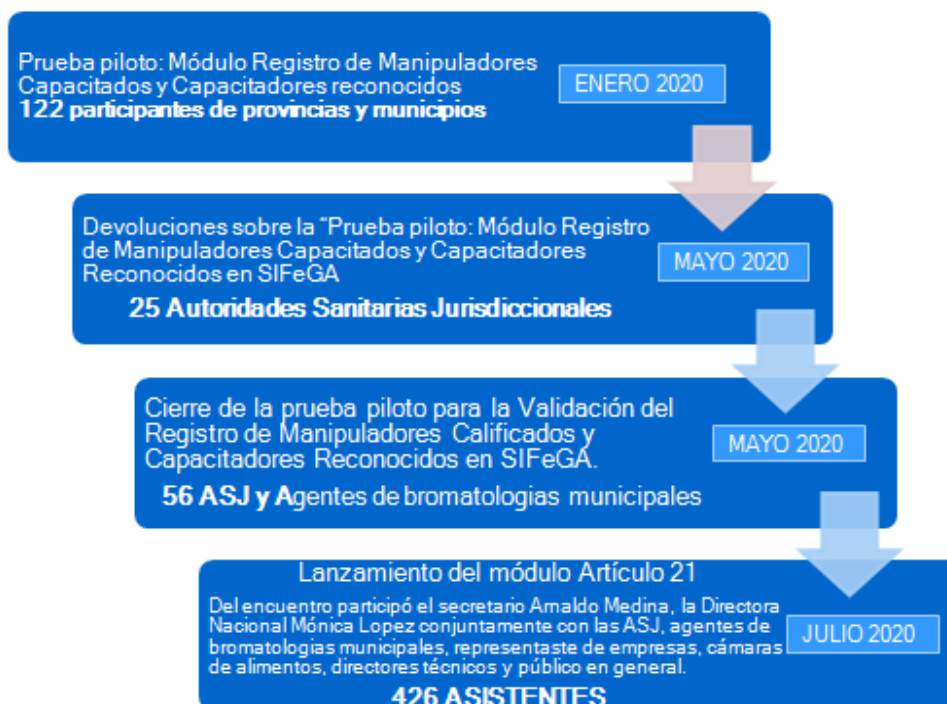 Prueba piloto: Módulo Registro de Manipuladores
Capacitados y Capacitadores reconocidos
122 participantes de provincias y municipios
ENERO 2020
Devoluciones sobre la "Prueba piloto: Módulo Registro
de Manipuladores Capacitados y Capacitadores
Reconocidos en SIFeGA
25 Autoridades Sanitarias Jurisdiccionales
MAYO 2020
Cierre de la prueba piloto para la Validación del
Registro de Manipuladores Calificados y
Capacitadores Reconocidos en SIFeGA.
56 ASJ y Agentes de bromatologias municipales
MAYO 2020
Lanzamiento del módulo Artículo 21
Del encuentro participó el secretario Arnaldo Medina, la Directora
Nacional Mónica Lopez conjuntamente con las ASJ, agentes de
bromatologias municipales, representaste de empresas, cámaras
de alimentos, directores técnicos y público en general.
426 ASISTENTES
JULIO 2020